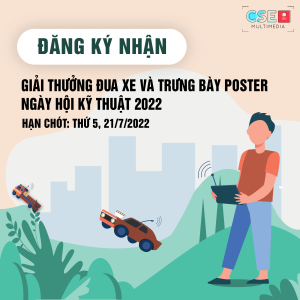 CSE
MULTIMEDIA
ĐĂNG KÝ NHẬN
GIẢI THƯỞNG ĐUA XE VÀ TRƯNG BÀY POSTER
NGÀY HỘI KỸ THUẬT 2022
HẠN CHÓT: THỨ 5, 21/7/2022